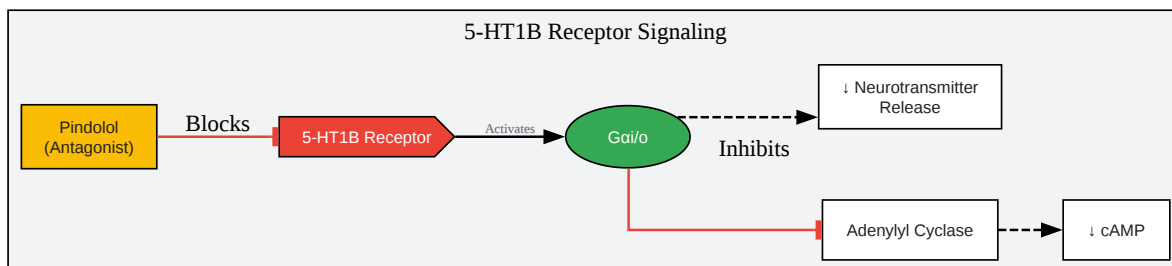 5-HT1B Receptor Signaling
↓ Neurotransmitter
Release
Pindolol
(Antagonist)
Blocks
5-HT1B Receptor
Activates
Gαi/o
Inhibits
Adenylyl Cyclase
↓ cAMP